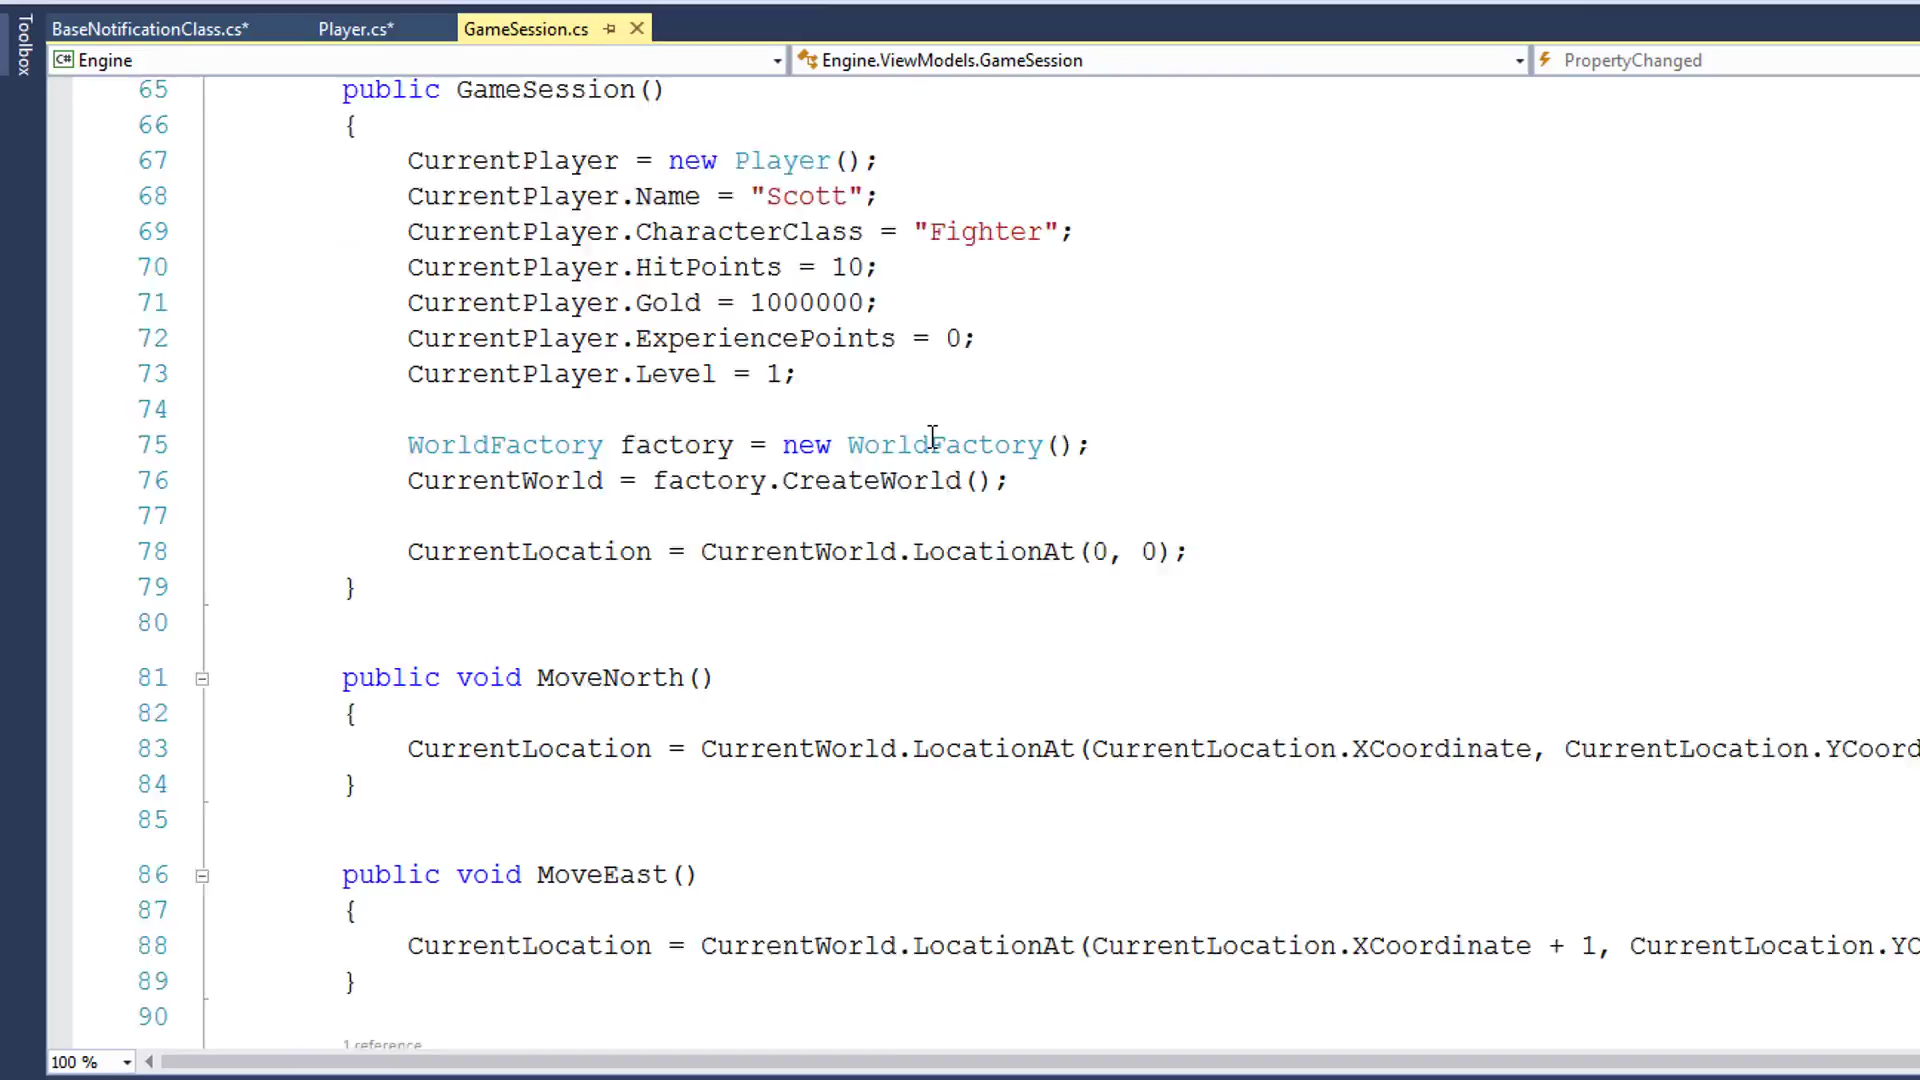 Toolbox
BaseNotificationClass.cs*
Player.cs*
GameSession.cs
C# Engine
Engine.ViewModels.GameSession
PropertyChanged
65 public GameSession()
66 {
67 CurrentPlayer = new Player();
68 CurrentPlayer.Name = "Scott";
69 CurrentPlayer.CharacterClass = "Fighter";
70 CurrentPlayer.HitPoints = 10;
71 CurrentPlayer.Gold = 1000000;
72 CurrentPlayer.ExperiencePoints = 0;
73 CurrentPlayer.Level = 1;
74
75 WorldFactory factory = new WorldFactory();
76 CurrentWorld = factory.CreateWorld();
77
78 CurrentLocation = CurrentWorld.LocationAt(0, 0);
79 }
80
81 public void MoveNorth()
82 {
83 CurrentLocation = CurrentWorld.LocationAt(CurrentLocation.XCoordinate, CurrentLocation.YCoord
84 }
85
86 public void MoveEast()
87 {
88 CurrentLocation = CurrentWorld.LocationAt(CurrentLocation.XCoordinate + 1, CurrentLocation.YC
89 }
90
1 reference
100 %